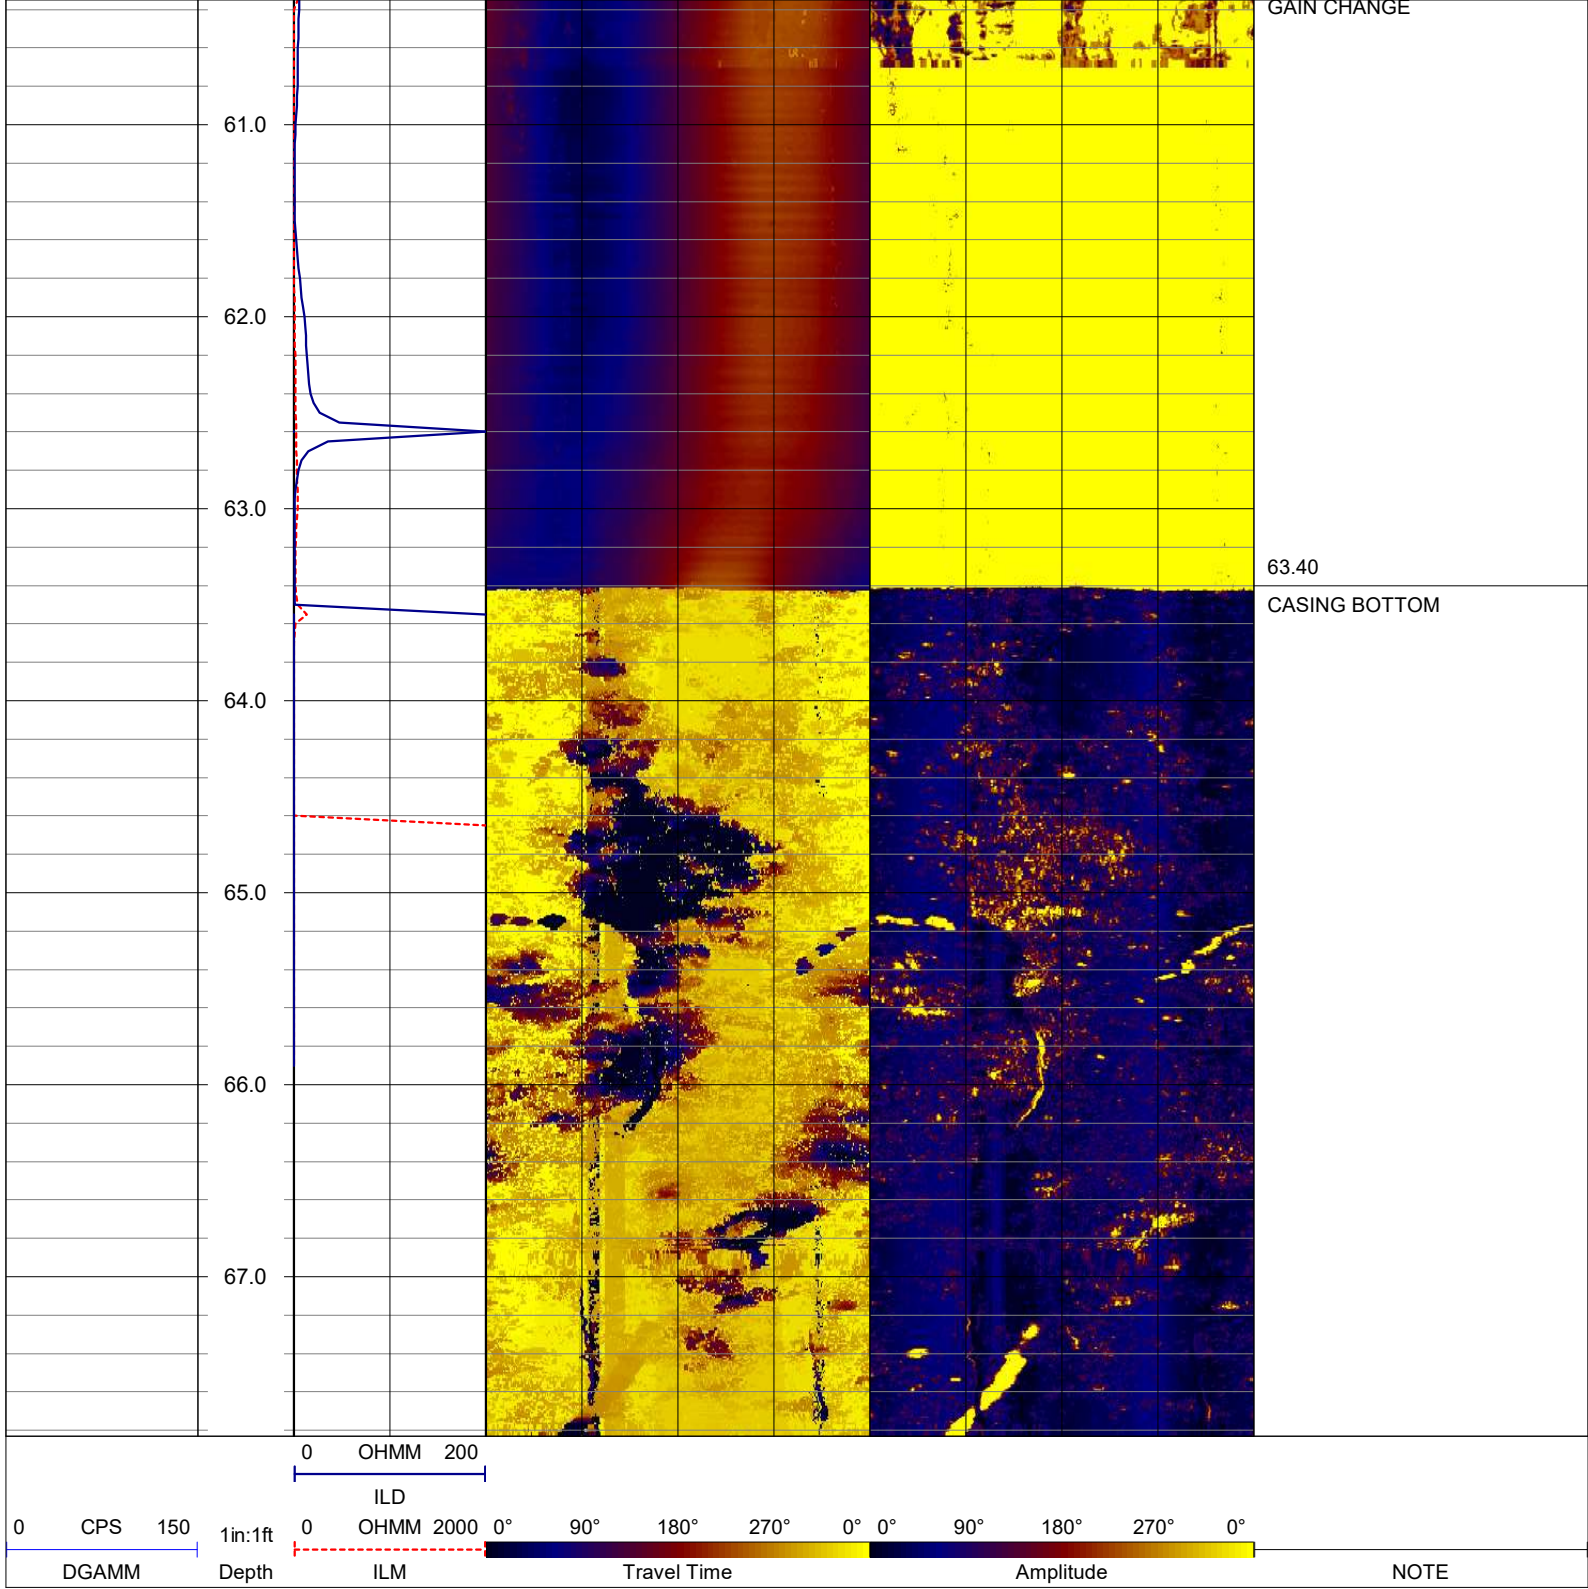 GAIN CHANGE
61.0
62.0
63.0
63.40
CASING BOTTOM
64.0
65.0
66.0
67.0
0 OHMM 200
ILD
0 CPS 150 1in:1ft 0 OHMM 2000 0° 90° 180° 270° 0° 0° 90° 180° 270° 0°
DGAMM Depth ILM Travel Time Amplitude NOTE